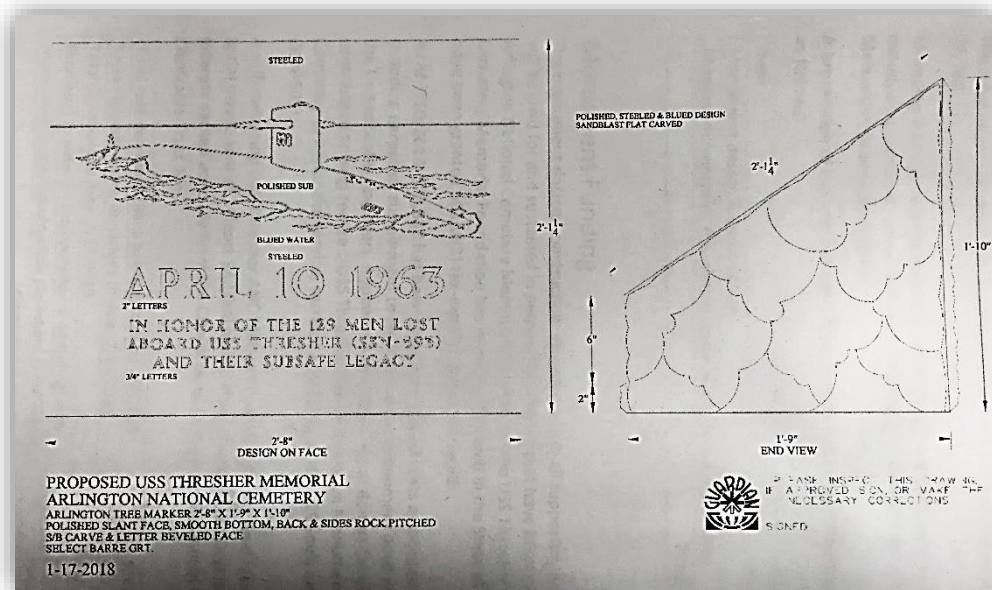 STEELED
POLISHED SUB
BLUED WATER
STEELED
APRIL 10 1963
2" LETTERS
IN HONOR OF THE 129 MEN LOST
ABOARD USS THRESHER (SSN-593)
AND THEIR SUBSAFE LEGACY
3/4" LETTERS
2'-1 1/4"
2'-8"
DESIGN ON FACE
POLISHED, STEELED & BLUED DESIGN
SANDBLAST FLAT CARVED
2'-1 1/4"
1'-10"
6"
2"
1'-9"
END VIEW
PROPOSED USS THRESHER MEMORIAL
ARLINGTON NATIONAL CEMETERY
ARLINGTON TREE MARKER 2'-8" X 1'-9" X 1'-10"
POLISHED SLANT FACE, SMOOTH BOTTOM, BACK & SIDES ROCK PITCHED
S/B CARVE & LETTER BEVELED FACE
SELECT BARRE GRT.
1-17-2018
GUARDIAN
PLEASE INSPECT THIS DRAWING,
IF APPROVED SIGN, OR MAKE THE
NECESSARY CORRECTIONS
SIGNED